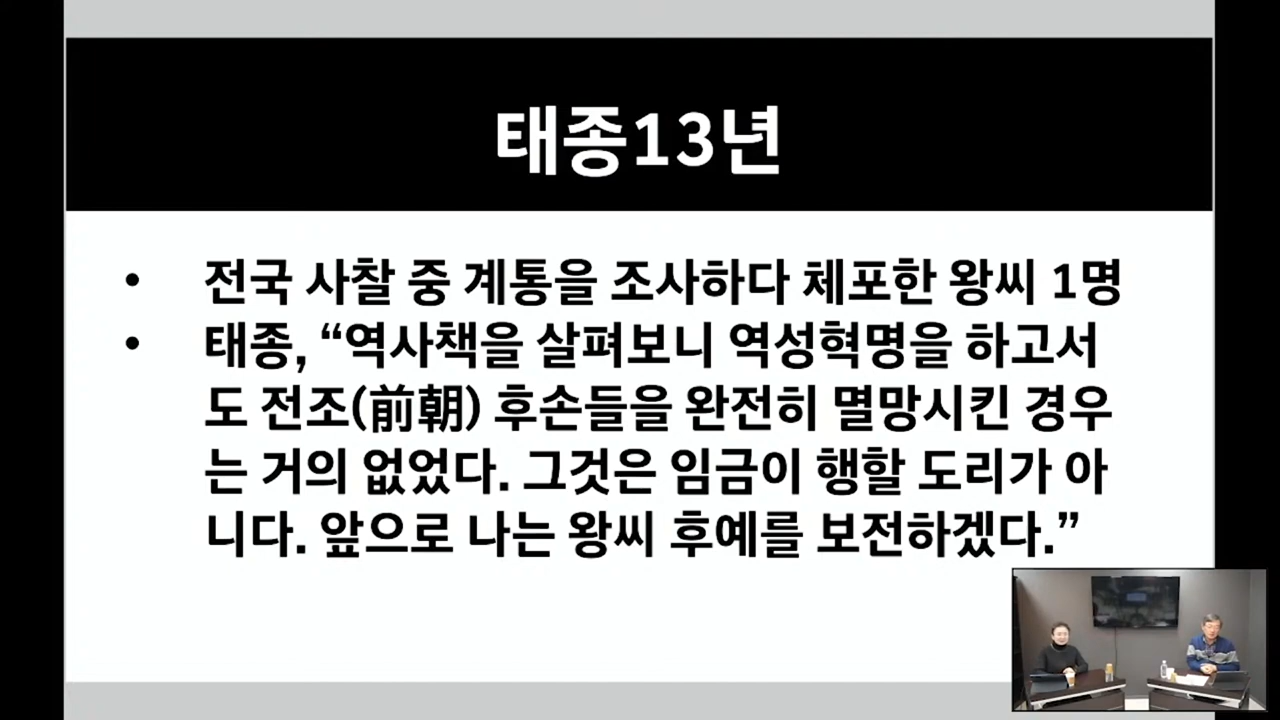 태종13년
• 전국 사찰 중 계통을 조사하다 체포한 왕씨 1명
• 태종, “역사책을 살펴보니 역성혁명을 하고서
도 전조(前朝) 후손들을 완전히 멸망시킨 경우
는 거의 없었다. 그것은 임금이 행할 도리가 아
니다. 앞으로 나는 왕씨 후예를 보전하겠다.”